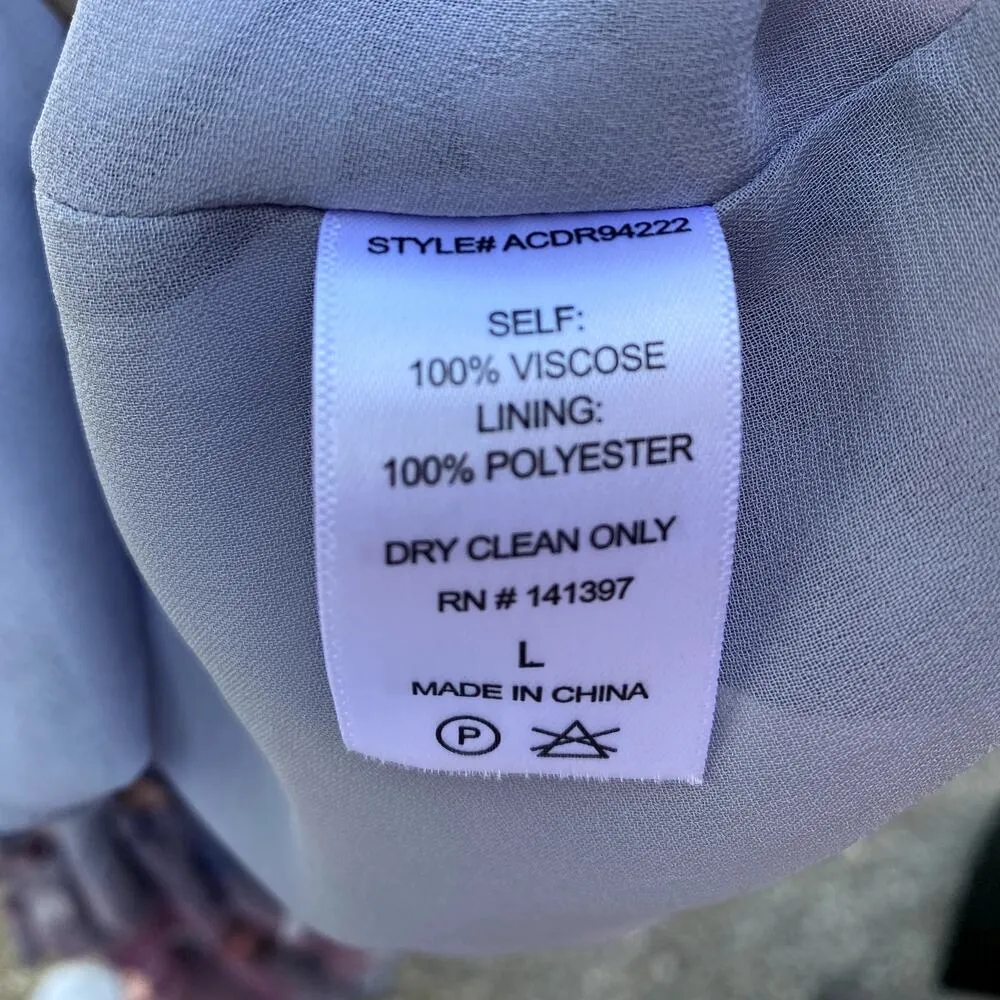 STYLE# ACDR94222
SELF:
100% VISCOSE
LINING:
100% POLYESTER
DRY CLEAN ONLY
RN # 141397
L
MADE IN CHINA
P